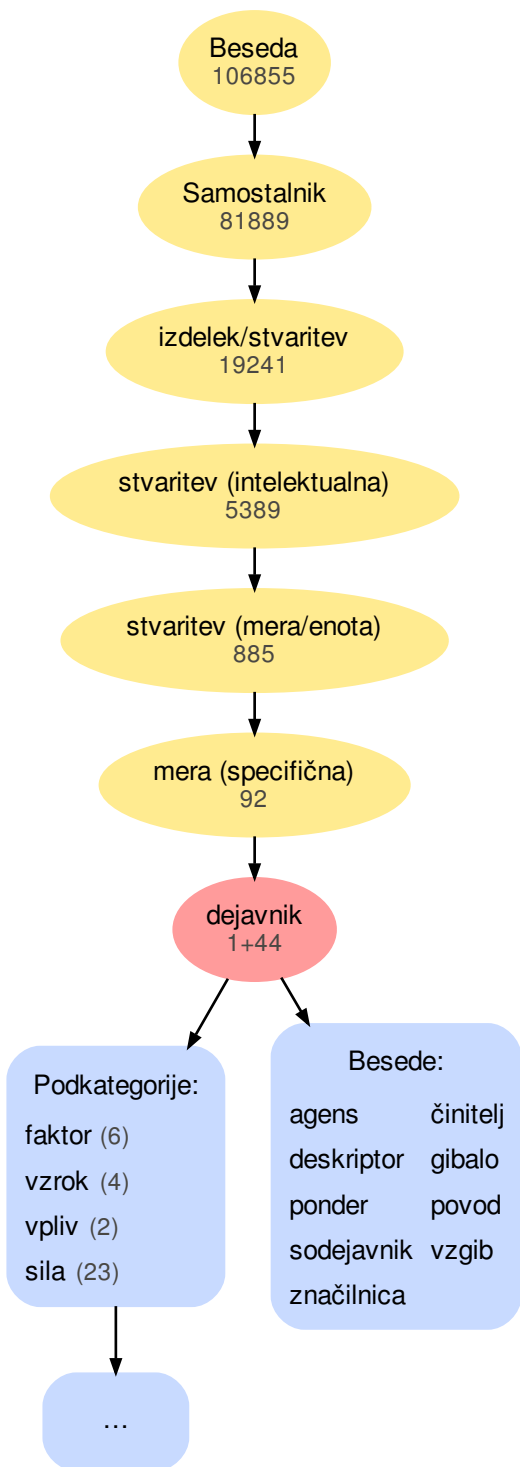 Beseda
106855
Samostalnik
81889
izdelek/stvaritev
19241
stvaritev (intelektualna)
5389
stvaritev (mera/enota)
885
mera (specifična)
92
dejavnik
1+44
Podkategorije:
faktor (6)
vzrok (4)
vpliv (2)
sila (23)
Besede:
agens činitelj
deskriptor gibalo
ponder povod
sodejavnik vzgib
značilnica
...